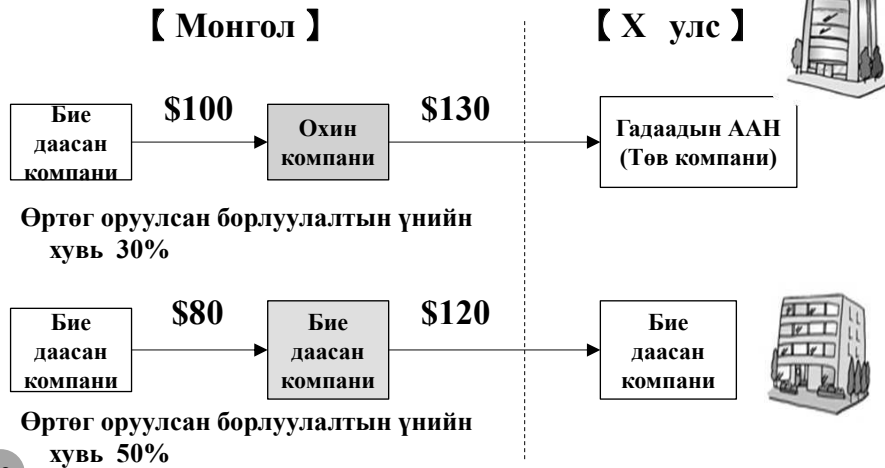 【 Монгол 】
【 X улс 】
Бие
даасан
компани
$100
Охин
компани
$130
Гадаадын ААН
(Төв компани)
Өртөг оруулсан борлуулалтын үнийн
хувь 30%
Бие
даасан
компани
$80
Бие
даасан
компани
$120
Бие
даасан
компани
Өртөг оруулсан борлуулалтын үнийн
хувь 50%